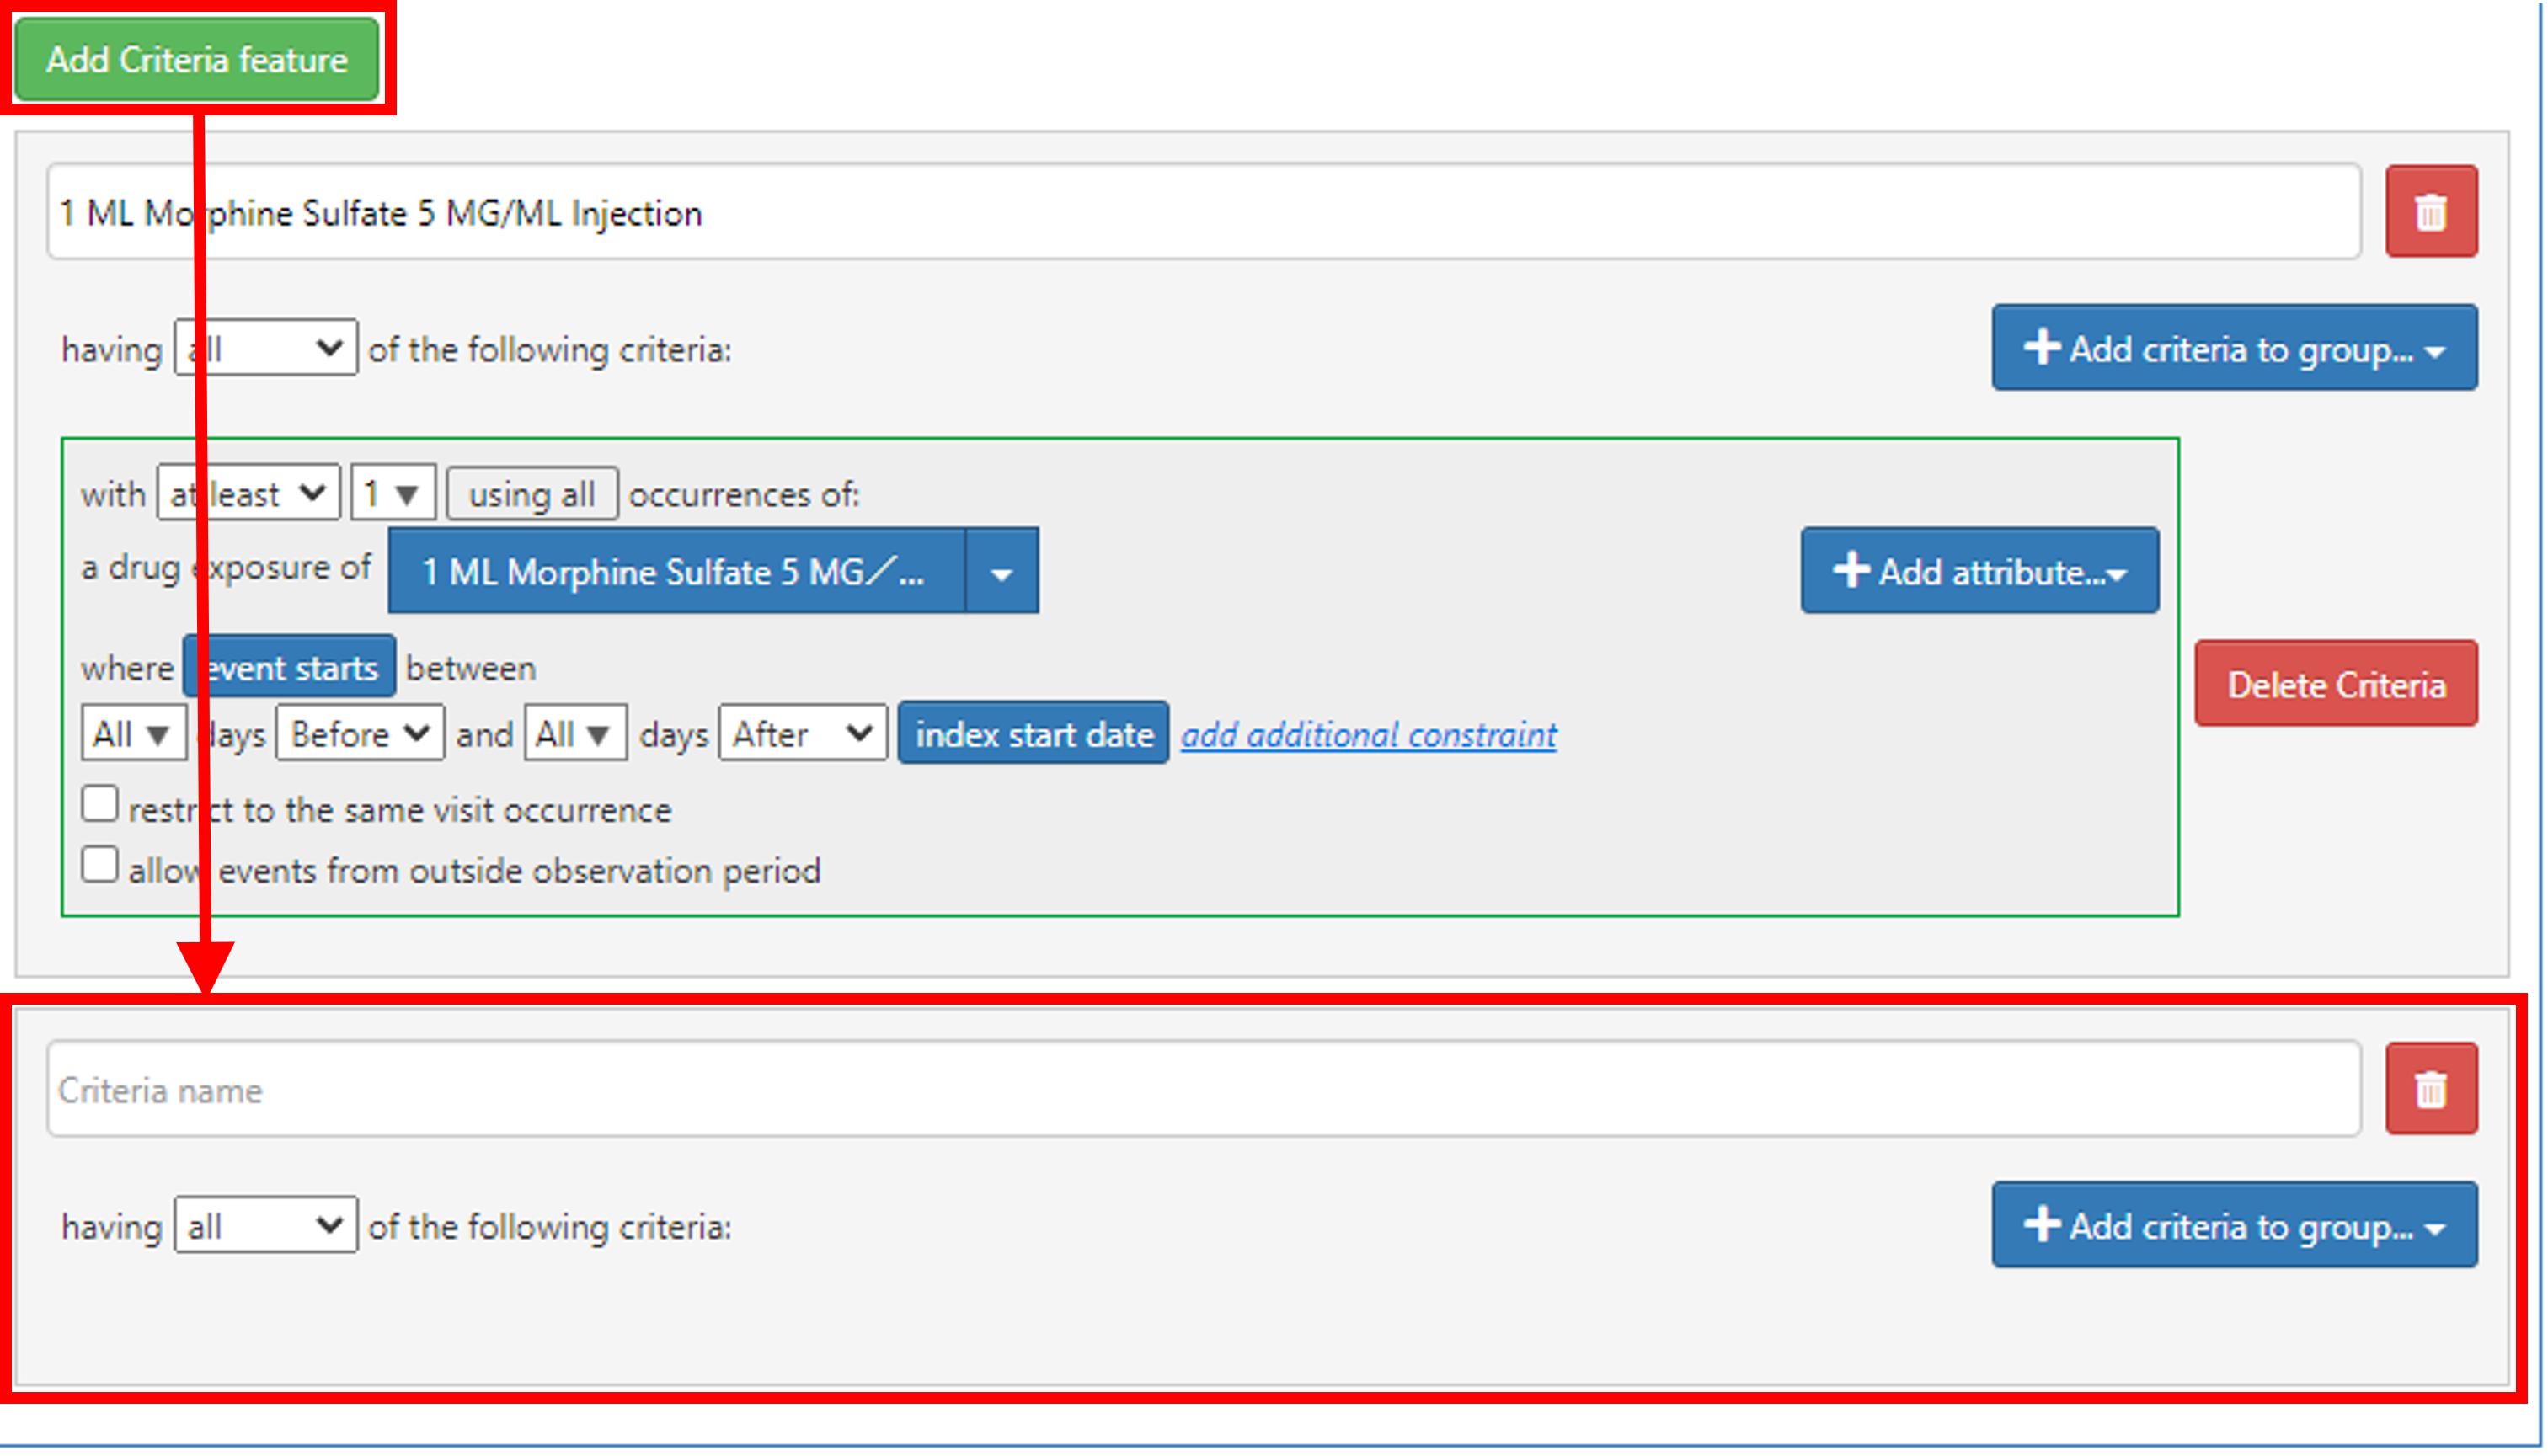 Add Criteria feature
1 ML Morphine Sulfate 5 MG/ML Injection
having all of the following criteria:
Add criteria to group...
with at least 1 using all occurrences of:
a drug exposure of 1 ML Morphine Sulfate 5 MG/... Add attribute...
where event starts between
Delete Criteria
All days Before and All days After index start date add additional constraint
restrict to the same visit occurrence
allow events from outside observation period
Criteria name
having all of the following criteria:
Add criteria to group...